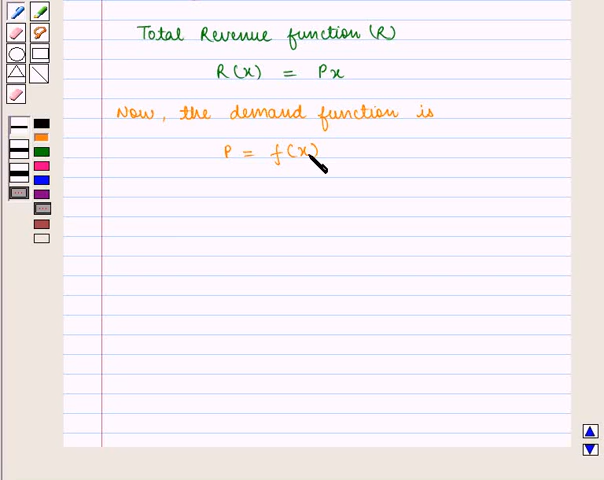 Total Revenue function (R)
R(x) = Px
Now, the demand function is
P = f(x)